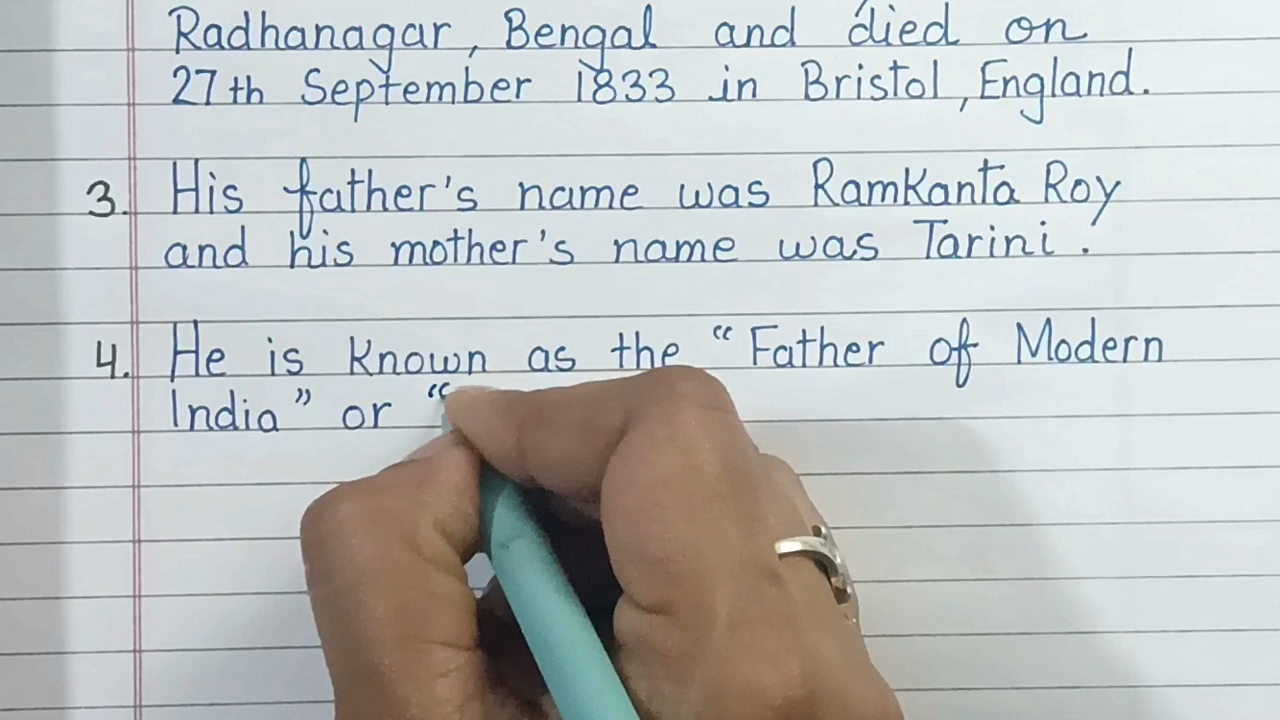 Radhanagar, Bengal and died on
27th September 1833 in Bristol, England.
3. His father's name was RamKanta Roy
and his mother's name was Tarini.
4. He is Known as the “Father of Modern
India” or “